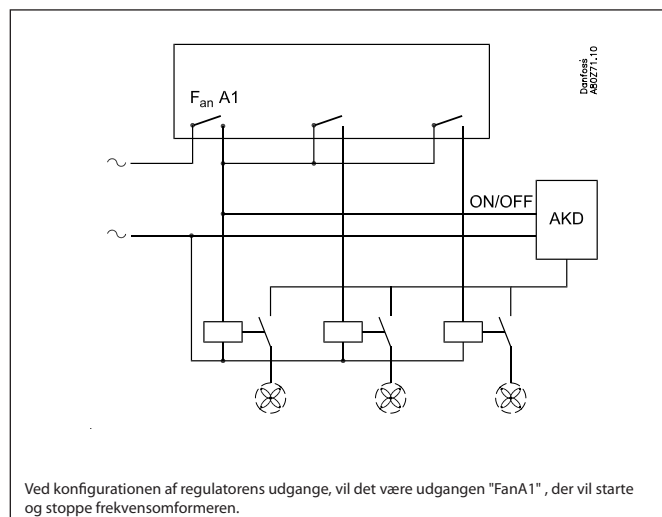 Danfoss
A80Z71.10
Fan A1
ON/OFF
AKD
Ved konfigurationen af regulatorens udgange, vil det være udgangen "FanA1" , der vil starte
og stoppe frekvensomformeren.